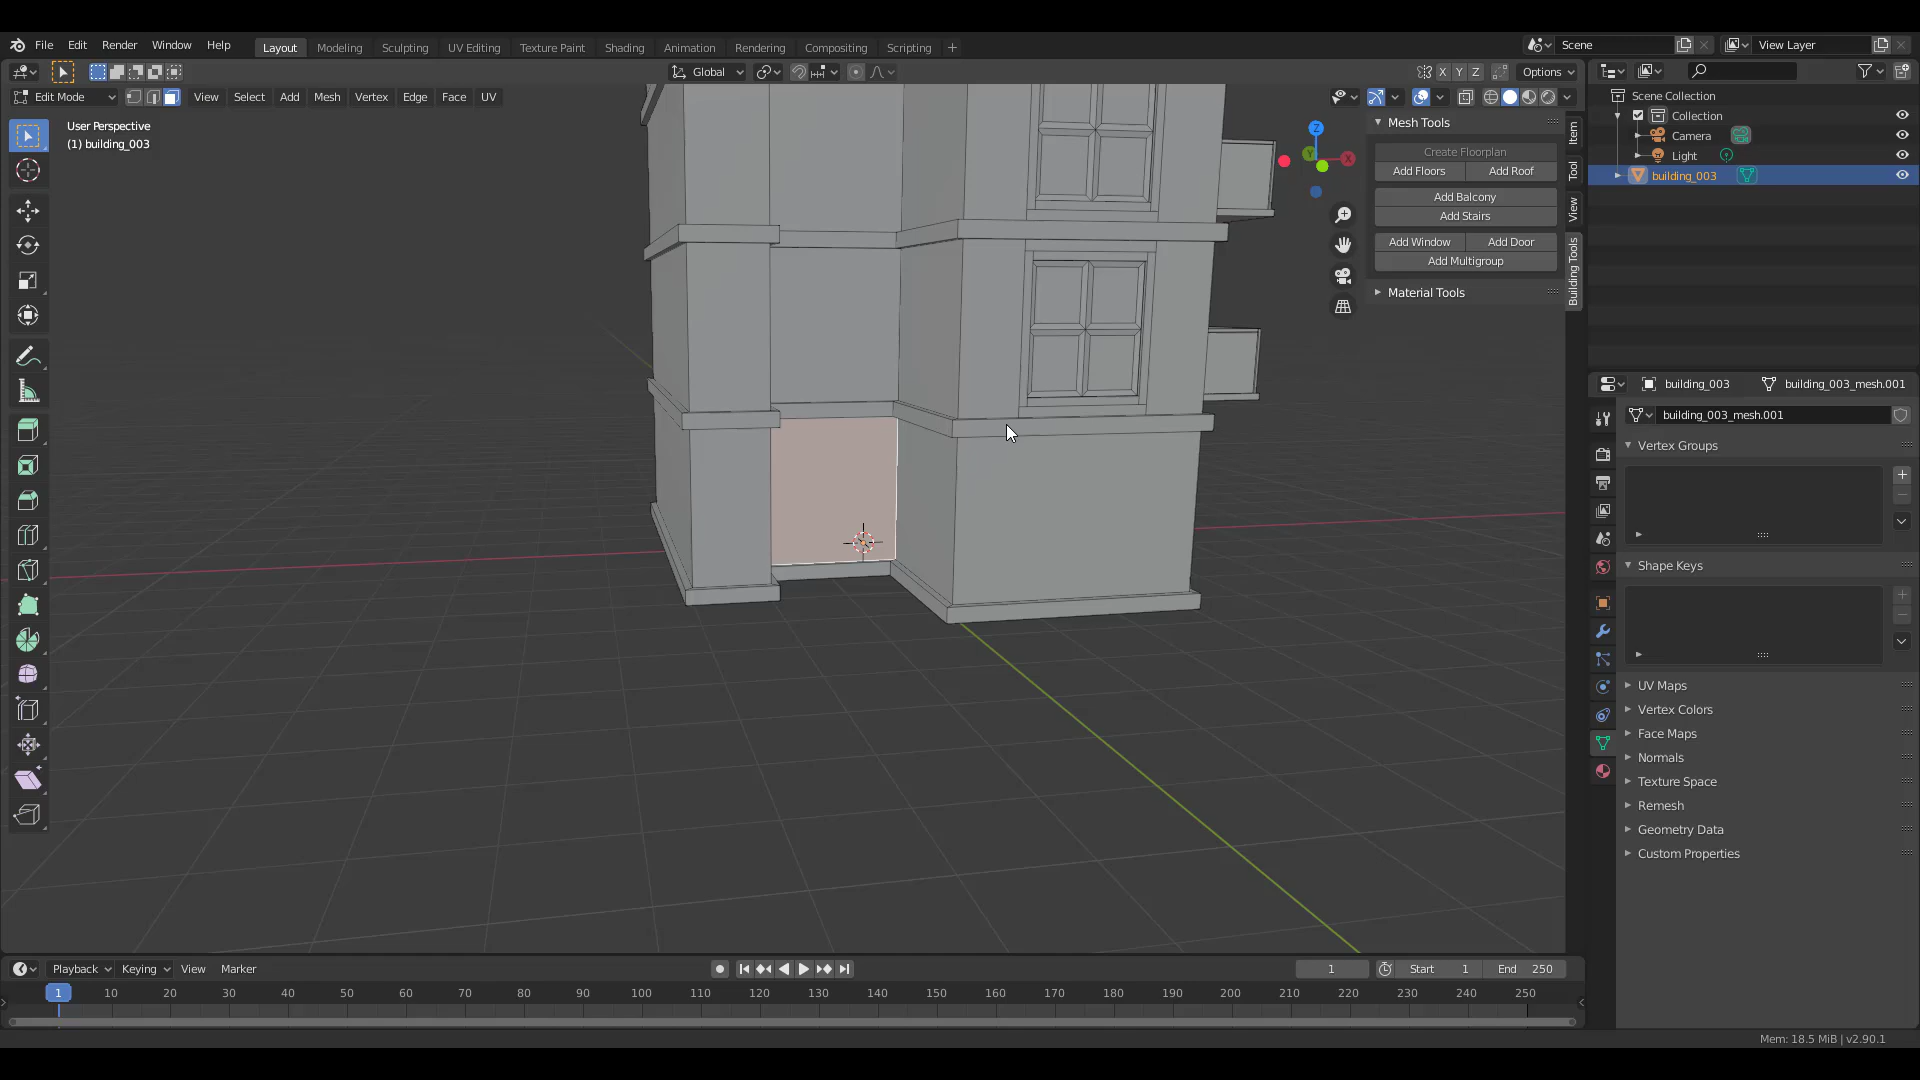 File Edit Render Window Help Layout Modeling Sculpting UV Editing Texture Paint Shading Animation Rendering Compositing Scripting + Scene View Layer
Global X Y Z Options
Edit Mode View Select Add Mesh Vertex Edge Face UV
User Perspective
(1) building_003
Z
Y
X
Mesh Tools
Create Floorplan
Add Floors Add Roof
Add Balcony
Add Stairs
Add Window Add Door
Add Multigroup
Material Tools
Item
Tool
View
Building Tools
Scene Collection
Collection
Camera
Light
building_003
building_003 building_003_mesh.001
building_003_mesh.001
Vertex Groups
Shape Keys
UV Maps
Vertex Colors
Face Maps
Normals
Texture Space
Remesh
Geometry Data
Custom Properties
Playback Keying View Marker 1 Start 1 End 250
1 10 20 30 40 50 60 70 80 90 100 110 120 130 140 150 160 170 180 190 200 210 220 230 240 250
Mem: 18.5 MiB | v2.90.1